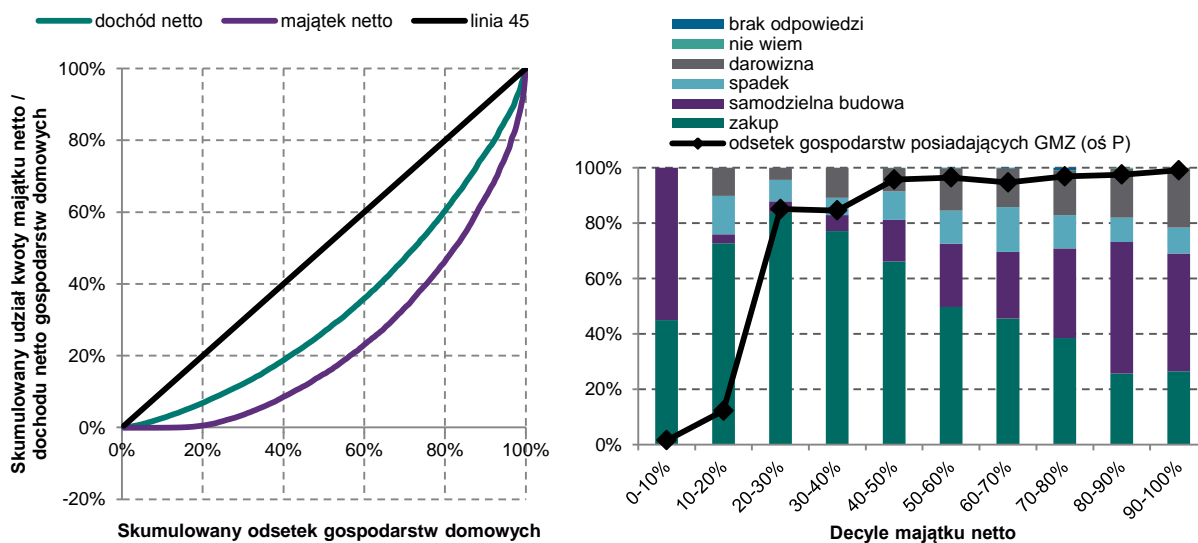 dochód netto majątek netto linia 45
Skumulowany udział kwoty majątku netto /
dochodu netto gospodarstw domowych
100%
80%
60%
40%
20%
0%
-20%
0% 20% 40% 60% 80% 100%
Skumulowany odsetek gospodarstw domowych
brak odpowiedzi
nie wiem
darowizna
spadek
samodzielna budowa
zakup
odsetek gospodarstw posiadających GMZ (oś P)
100%
80%
60%
40%
20%
0%
0-10% 10-20% 20-30% 30-40% 40-50% 50-60% 60-70% 70-80% 80-90% 90-100%
Decyle majątku netto